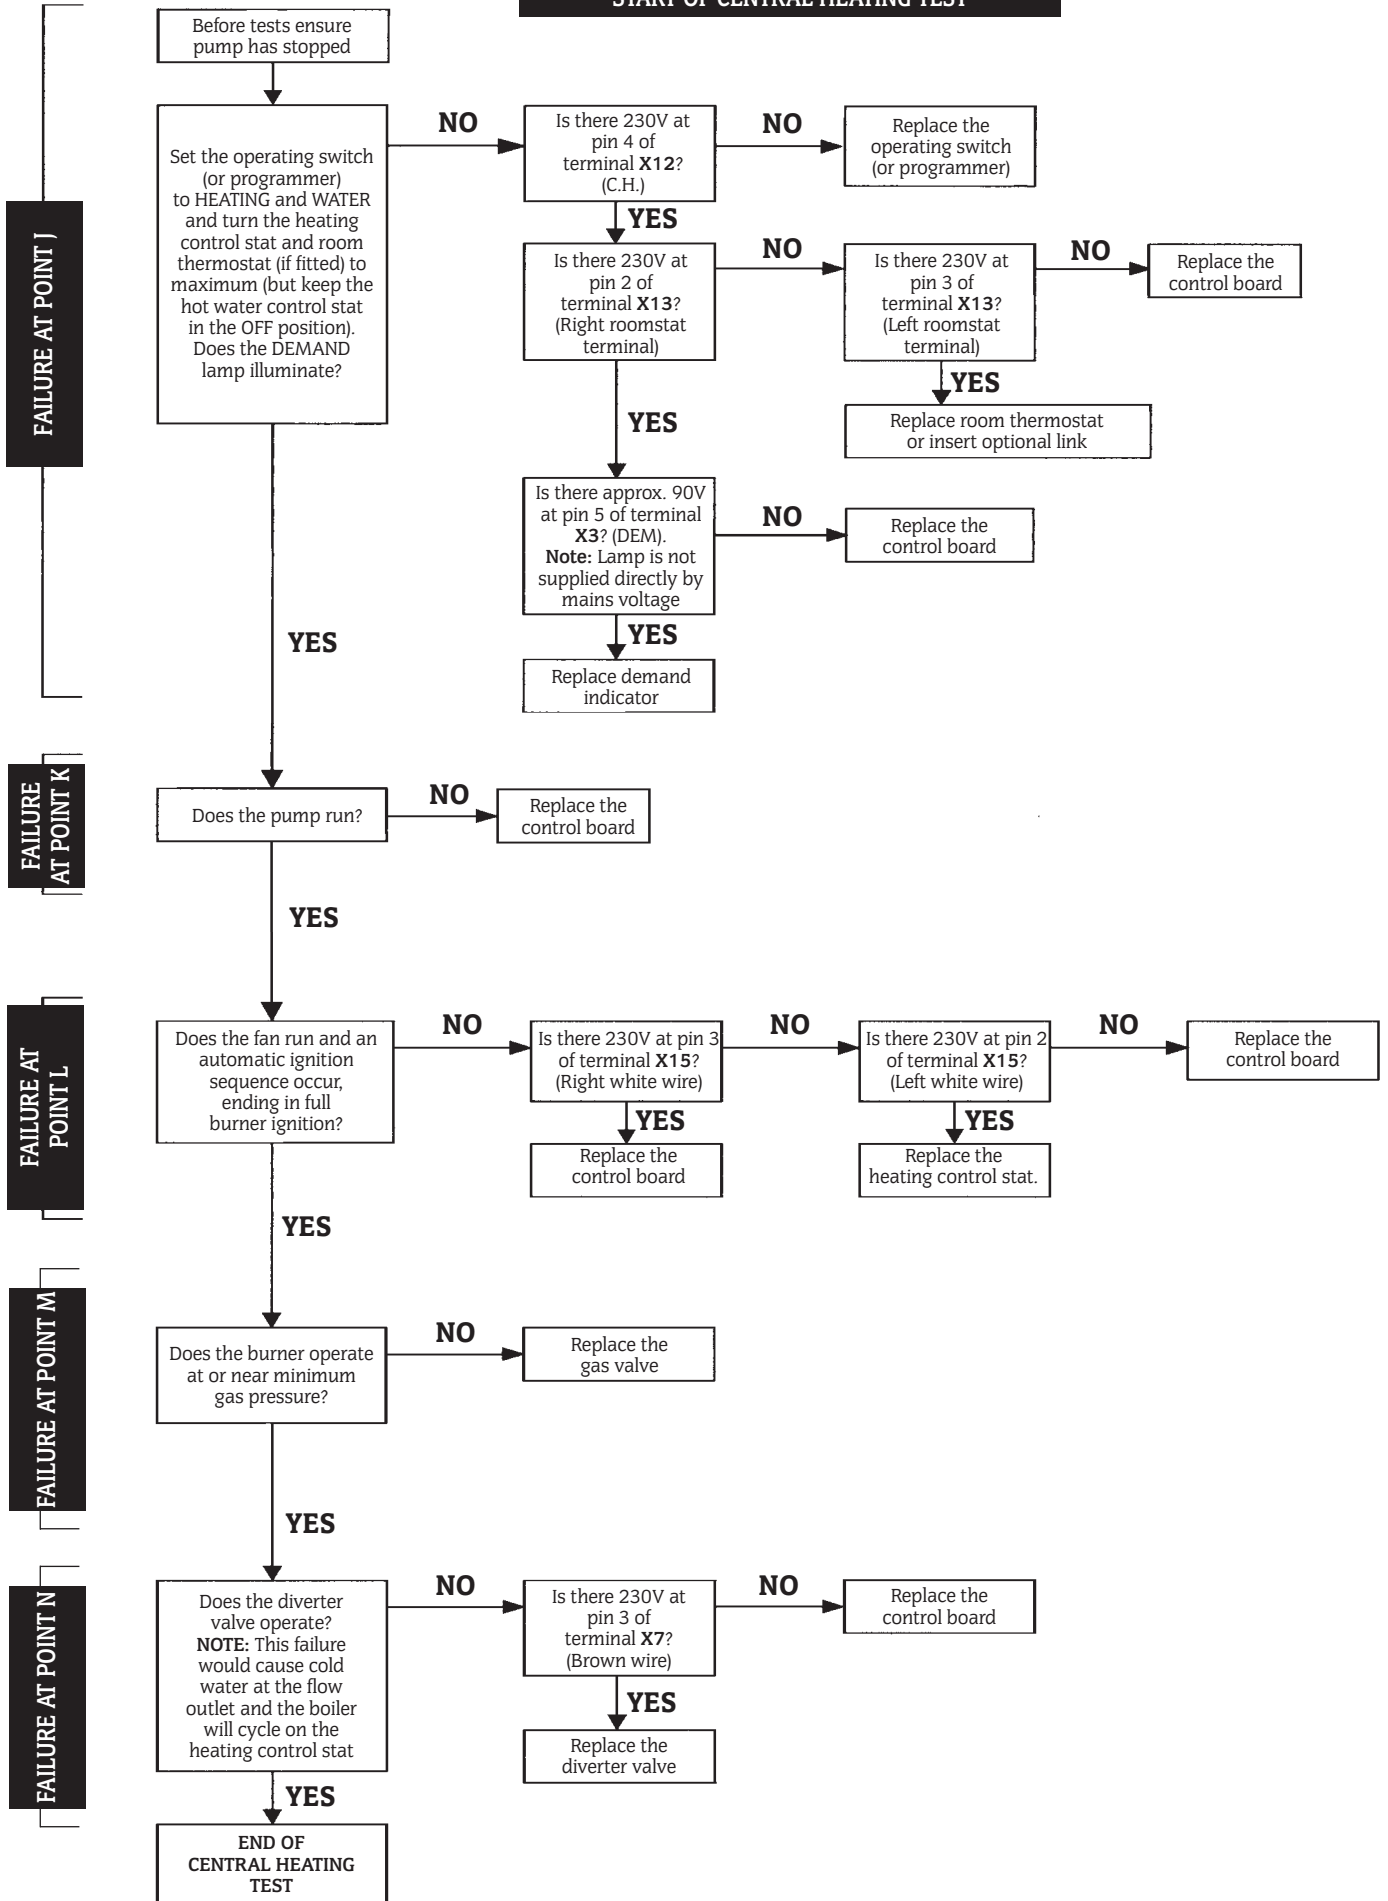 START OF CENTRAL HEATING TEST
Before tests ensure
pump has stopped
FAILURE AT POINT J
Set the operating switch
(or programmer)
to HEATING and WATER
and turn the heating
control stat and room
thermostat (if fitted) to
maximum (but keep the
hot water control stat
in the OFF position).
Does the DEMAND
lamp illuminate?
NO
Is there 230V at
pin 4 of
terminal X12?
(C.H.)
NO
Replace the
operating switch
(or programmer)
YES
Is there 230V at
pin 2 of
terminal X13?
(Right roomstat
terminal)
NO
Is there 230V at
pin 3 of
terminal X13?
(Left roomstat
terminal)
NO
Replace the
control board
YES
Replace room thermostat
or insert optional link
YES
Is there approx. 90V
at pin 5 of terminal
X3? (DEM).
Note: Lamp is not
supplied directly by
mains voltage
NO
Replace the
control board
YES
Replace demand
indicator
YES
FAILURE
AT POINT K
Does the pump run?
NO
Replace the
control board
YES
FAILURE AT
POINT L
Does the fan run and an
automatic ignition
sequence occur,
ending in full
burner ignition?
NO
Is there 230V at pin 3
of terminal X15?
(Right white wire)
NO
Is there 230V at pin 2
of terminal X15?
(Left white wire)
NO
Replace the
control board
YES
Replace the
control board
YES
Replace the
heating control stat.
YES
FAILURE AT POINT M
Does the burner operate
at or near minimum
gas pressure?
NO
Replace the
gas valve
YES
FAILURE AT POINT N
Does the diverter
valve operate?
NOTE: This failure
would cause cold
water at the flow
outlet and the boiler
will cycle on the
heating control stat
NO
Is there 230V at
pin 3 of
terminal X7?
(Brown wire)
NO
Replace the
control board
YES
Replace the
diverter valve
YES
END OF
CENTRAL HEATING
TEST